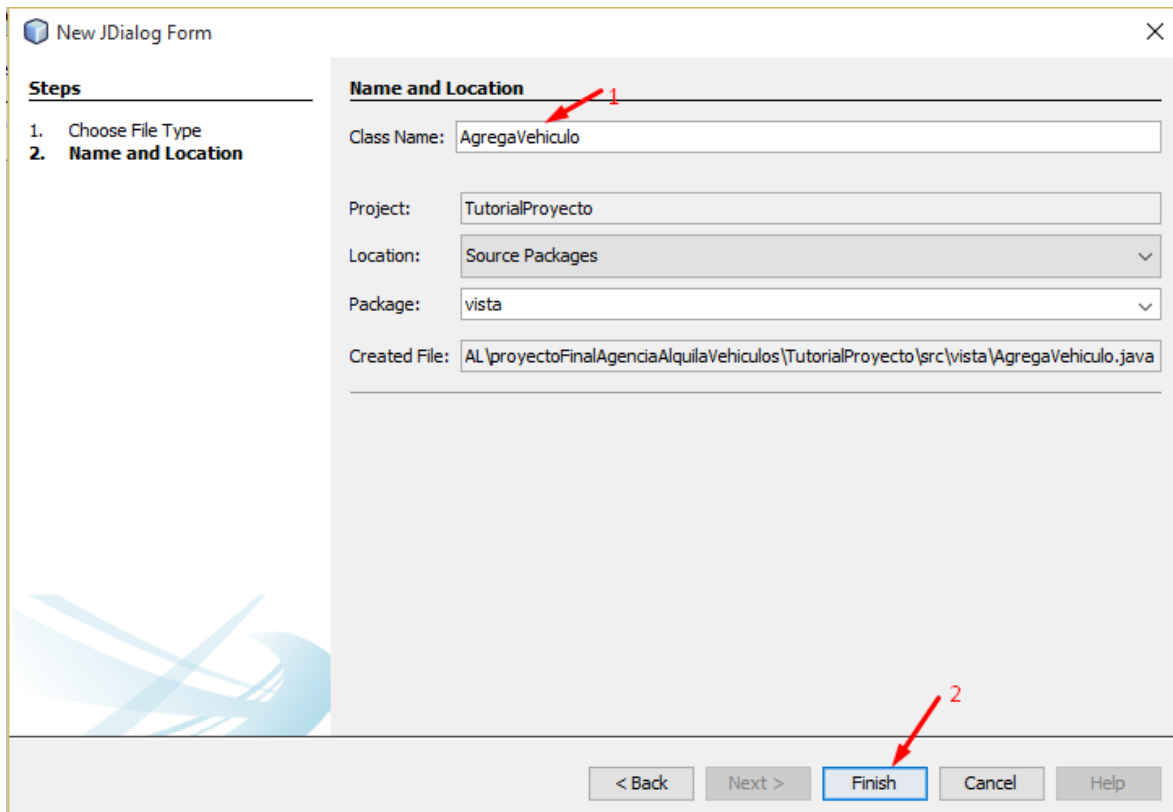 New JDialog Form
Steps
1. Choose File Type
2. Name and Location
Name and Location
1
Class Name: AgregaVehiculo
Project: TutorialProyecto
Location: Source Packages
Package: vista
Created File: AL\proyectoFinalAgenciaAlquilaVehiculos\TutorialProyecto\src\vista\AgregaVehiculo.java
2
< Back Next > Finish Cancel Help